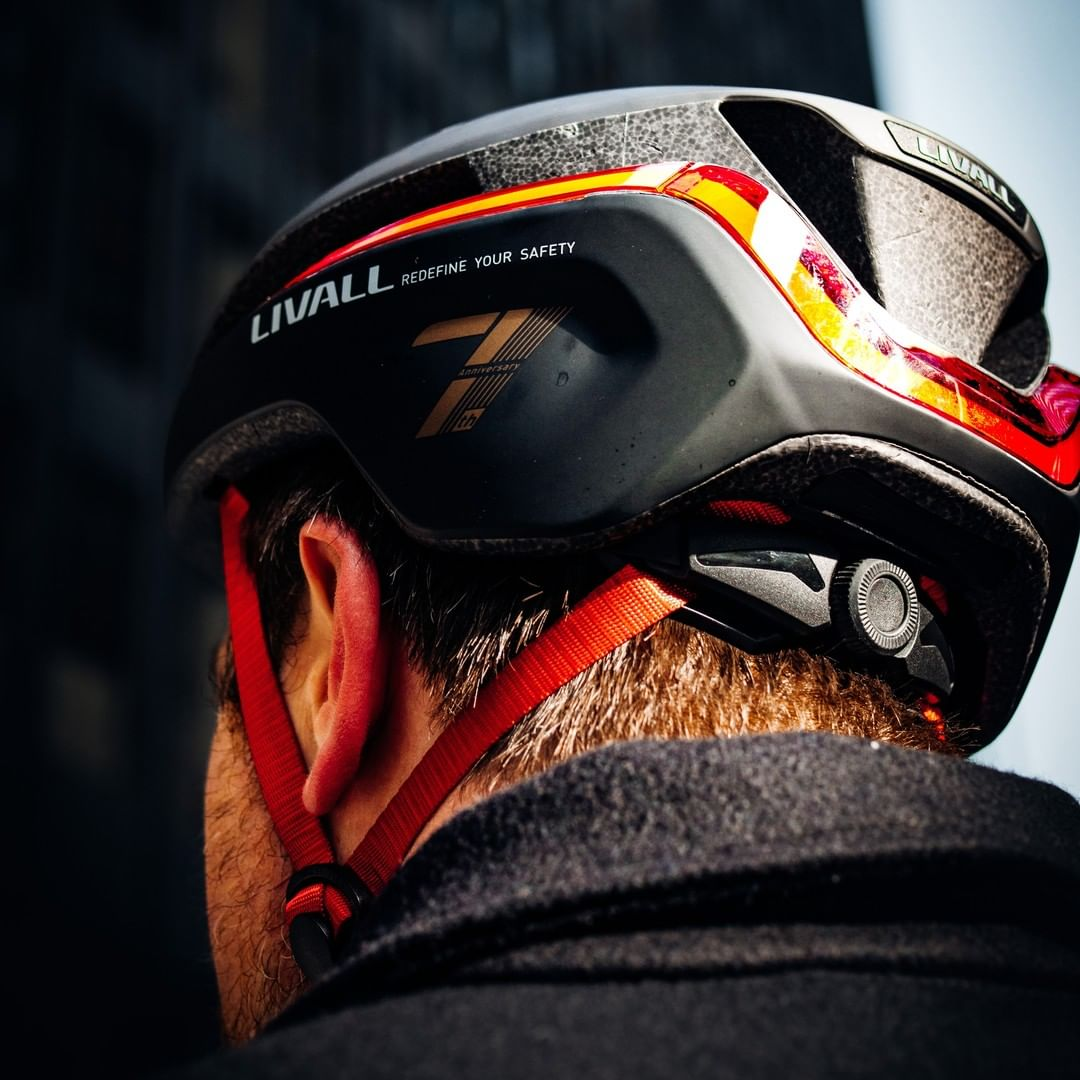 LIVALL
LIVALL REDEFINE YOUR SAFETY
7
Anniversary
th